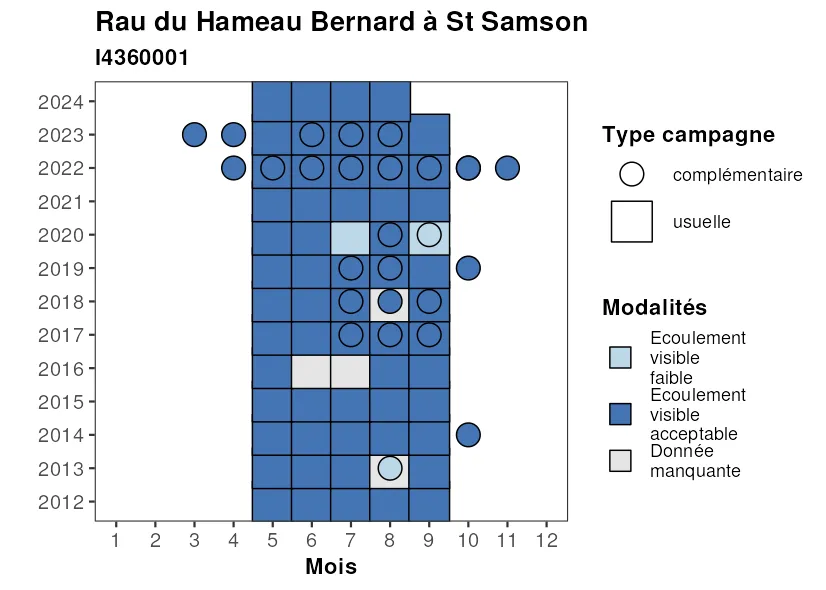 Rau du Hameau Bernard à St Samson
I4360001
2024
2023
2022
2021
2020
2019
2018
2017
2016
2015
2014
2013
2012
1 2 3 4 5 6 7 8 9 10 11 12
Mois
Type campagne
complémentaire
usuelle
Modalités
Ecoulement
visible
faible
Ecoulement
visible
acceptable
Donnée
manquante